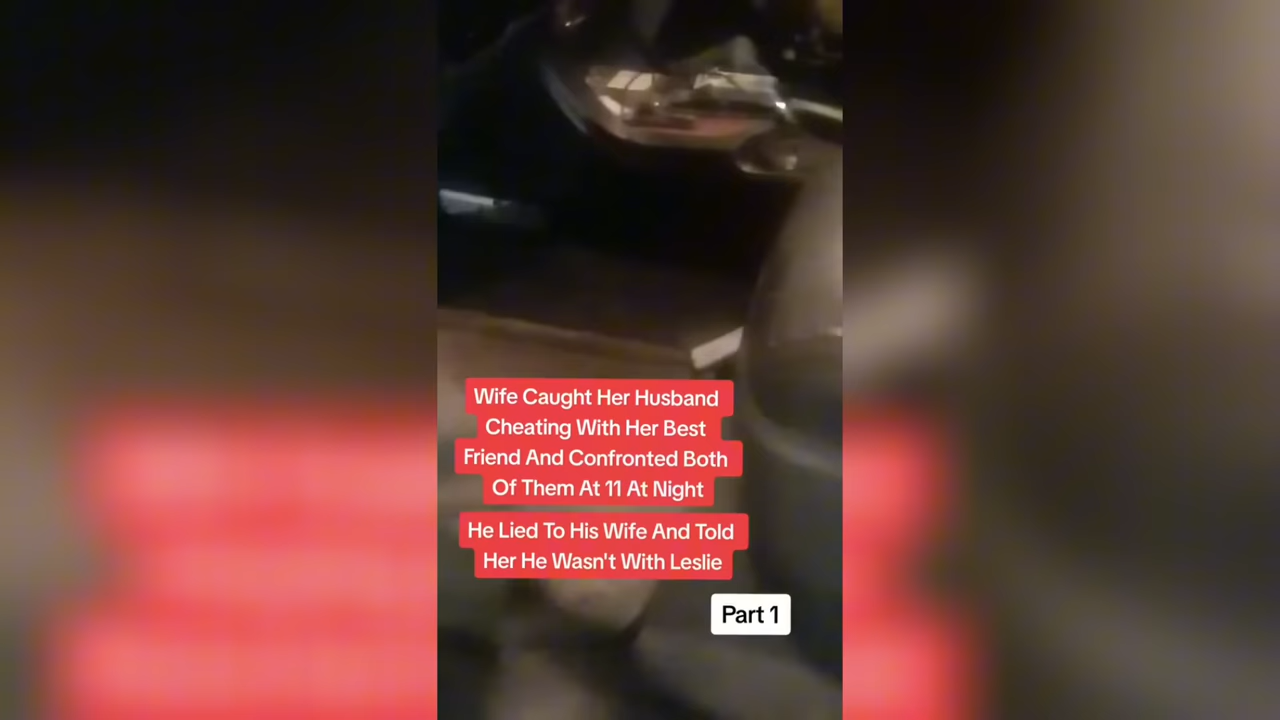 Wife Caught Her Husband
Cheating With Her Best
Friend And Confronted Both
Of Them At 11 At Night
He Lied To His Wife And Told
Her He Wasn't With Leslie
Part 1